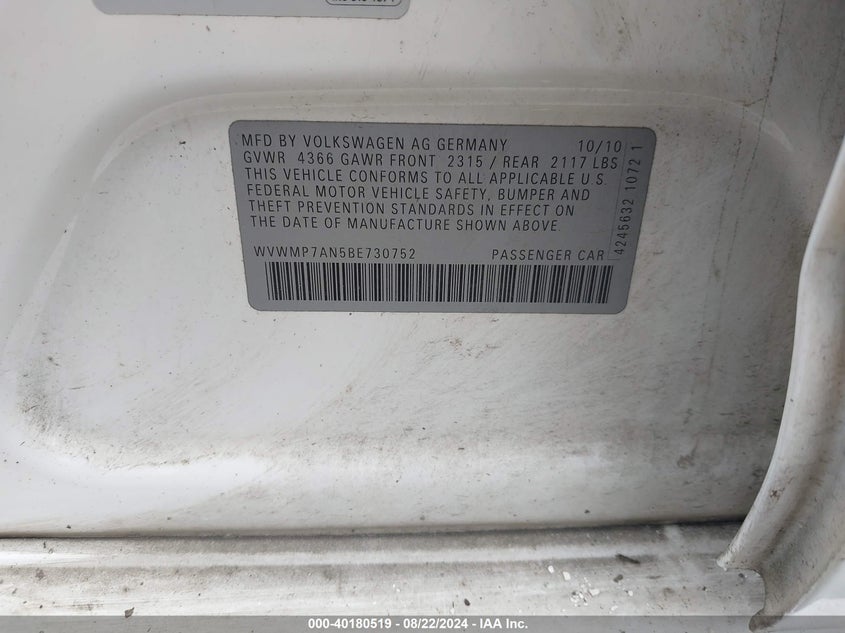 MFD BY VOLKSWAGEN AG GERMANY 10/10
GVWR 4366 GAWR FRONT 2315 / REAR 2117 LBS
THIS VEHICLE CONFORMS TO ALL APPLICABLE U.S.
FEDERAL MOTOR VEHICLE SAFETY, BUMPER AND
THEFT PREVENTION STANDARDS IN EFFECT ON
THE DATE OF MANUFACTURE SHOWN ABOVE.
WVWMP7AN5BE730752 PASSENGER CAR
4245632 1072 1
000-40180519 - 08/22/2024 - IAA Inc.